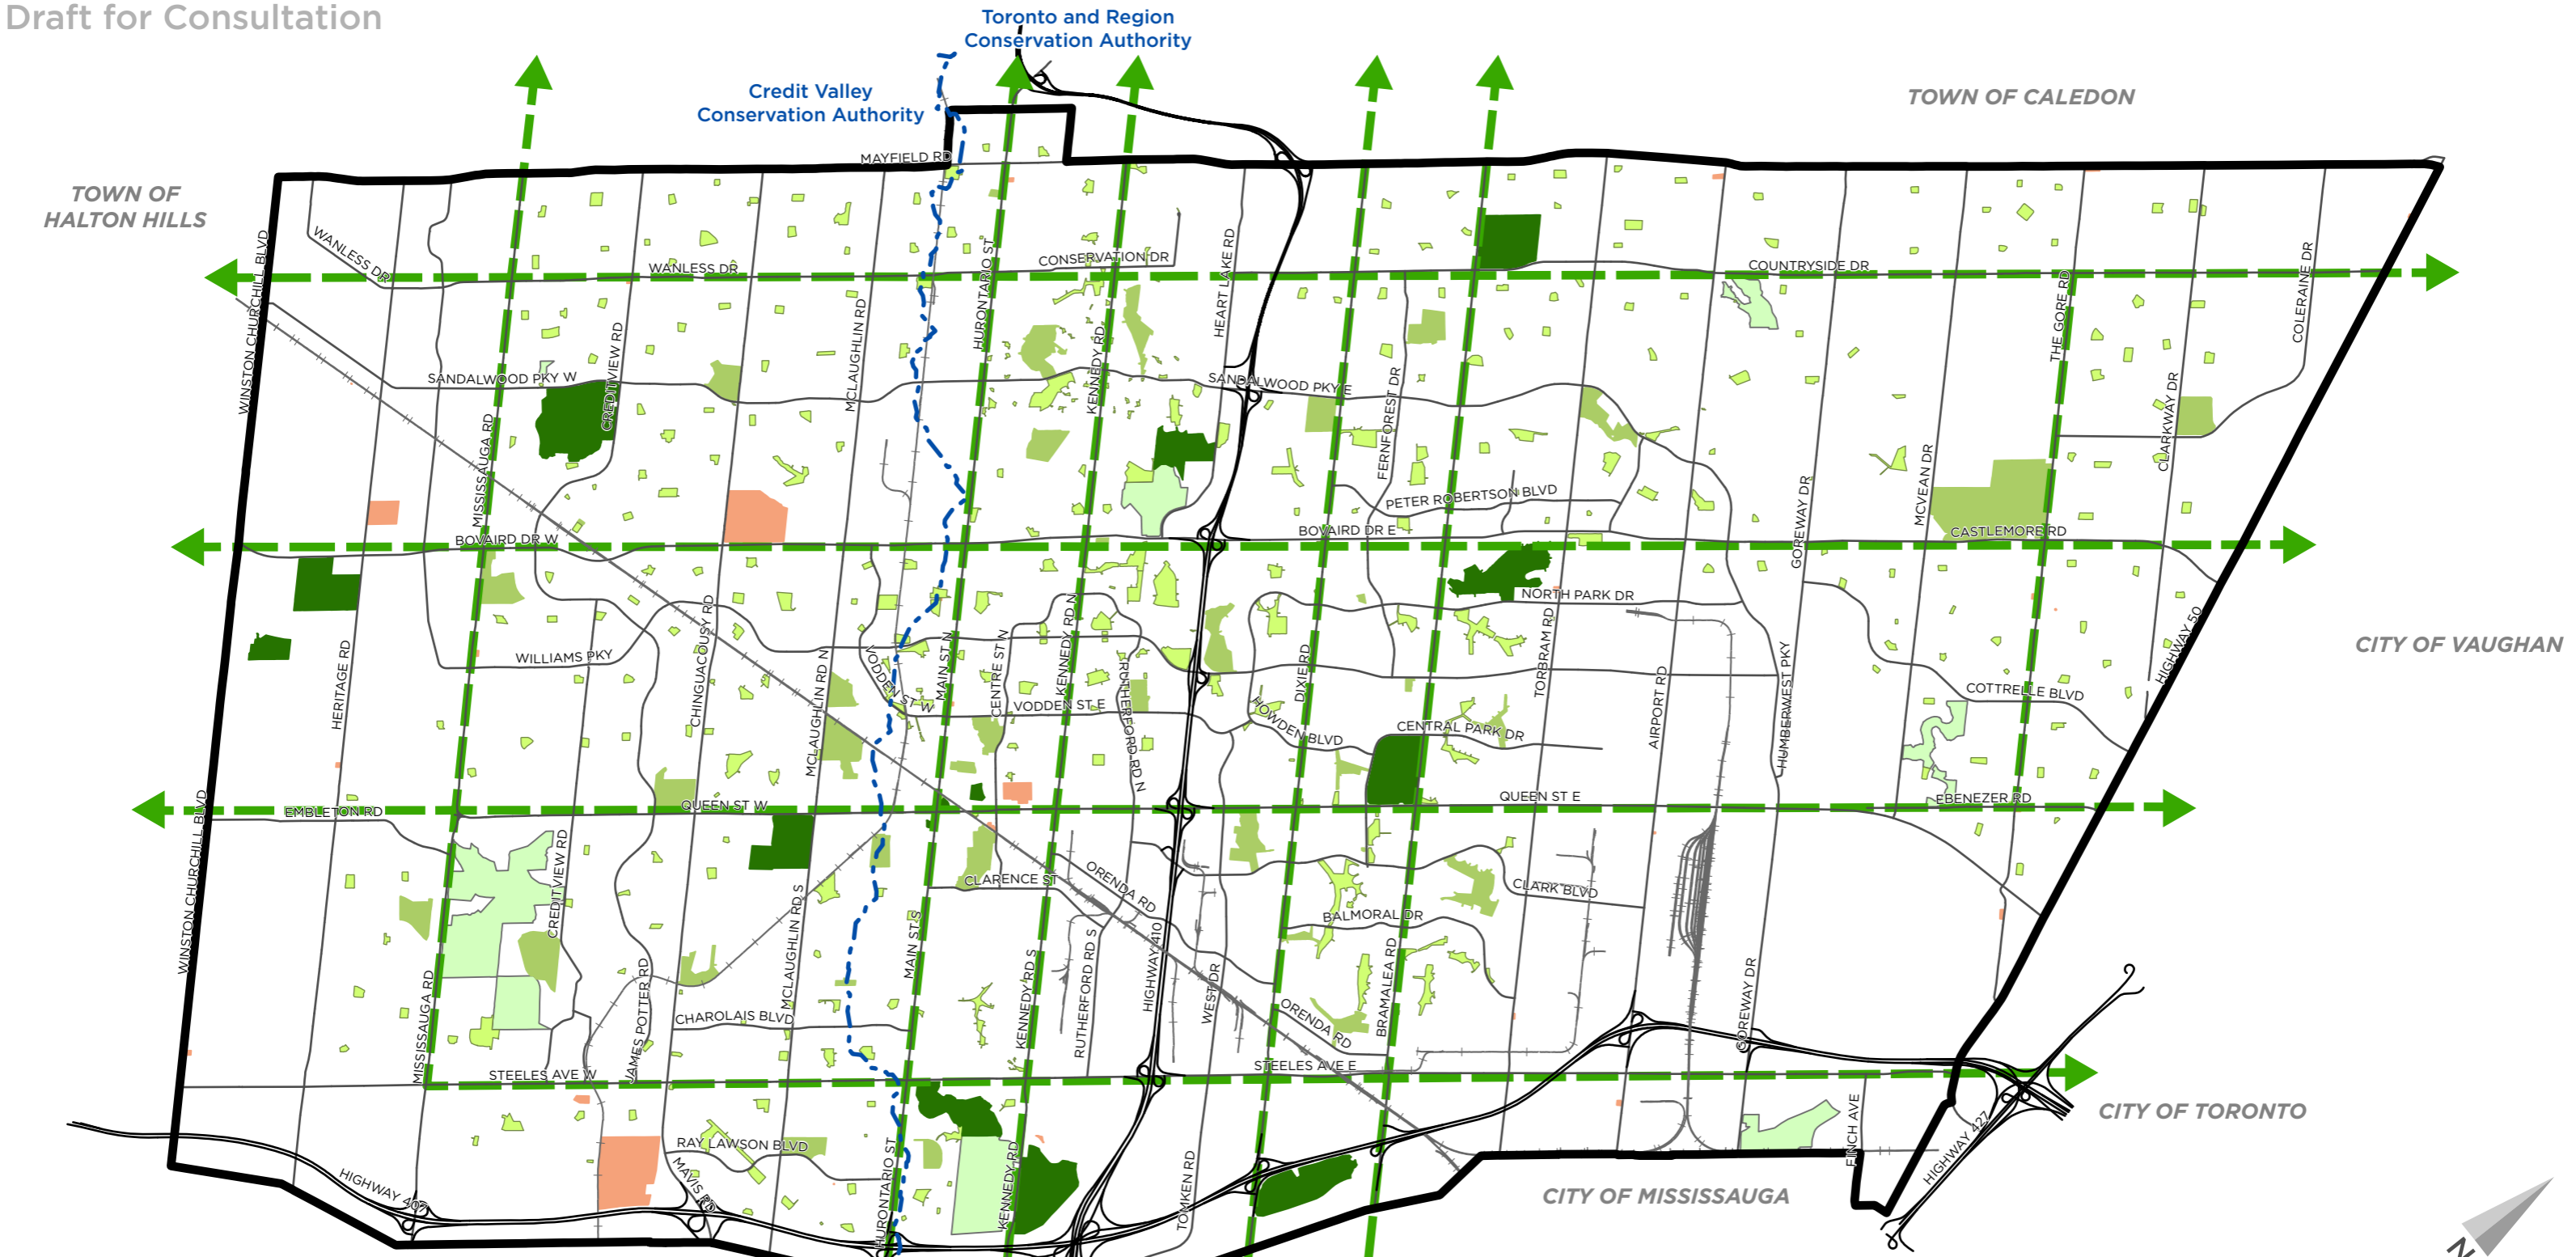 Draft for Consultation
Toronto and Region
Conservation Authority
Credit Valley
Conservation Authority
TOWN OF CALEDON
TOWN OF
HALTON HILLS
MAYFIELD RD
WANLESS DR
WINSTON CHURCHILL BLVD
WANLESS DR
CONSERVATION DR
HURONTARIO ST
HEART LAKE RD
COUNTRYSIDE DR
COLERAINE DR
THE GORE RD
MCLAUGHLIN RD
CREDITVIEW RD
KENNEDY RD
SANDALWOOD PKY W
SANDALWOOD PKY E
FERNFOREST DR
CLARKWAY DR
MISSISSAUGA RD
MCVEAN DR
GOREWAY DR
PETER ROBERTSON BLVD
BOVAIRD DR W
BOVAIRD DR E
CASTLEMORE RD
NORTH PARK DR
CHINGUACOUSY RD
KENNEDY RD N
TORBRAM RD
HIGHWAY 50
CITY OF VAUGHAN
HERITAGE RD
WILLIAMS PKY
MCLAUGHLIN RD N
VODDEN ST W
MAIN ST N
CENTRE ST N
VODDEN ST E
RUTHERFORD RD N
DIXIE RD
HOWDEN BLVD
CENTRAL PARK DR
AIRPORT RD
HUMBERWEST PKY
COTTRELLE BLVD
EMBLETON RD
QUEEN ST W
QUEEN ST E
EBENEZER RD
WINSTON CHURCHILL BLVD
CREDITVIEW RD
CLARENCE ST
ORENDA RD
CLARK BLVD
BALMORAL DR
MCLAUGHLIN RD S
MAIN ST S
KENNEDY RD S
RUTHERFORD RD S
HIGHWAY 410
WEST DR
BRAMALEA RD
GOREWAY DR
MISSISSAUGA RD
JAMES POTTER RD
CHAROLAIS BLVD
ORENDA RD
STEELES AVE W
STEELES AVE E
CITY OF TORONTO
RAY LAWSON BLVD
MAVIS RD
HIGHWAY 407
HURONTARIO ST
KENNEDY RD
TOMKEN RD
FINCH AVE
HIGHWAY 427
CITY OF MISSISSAUGA
N